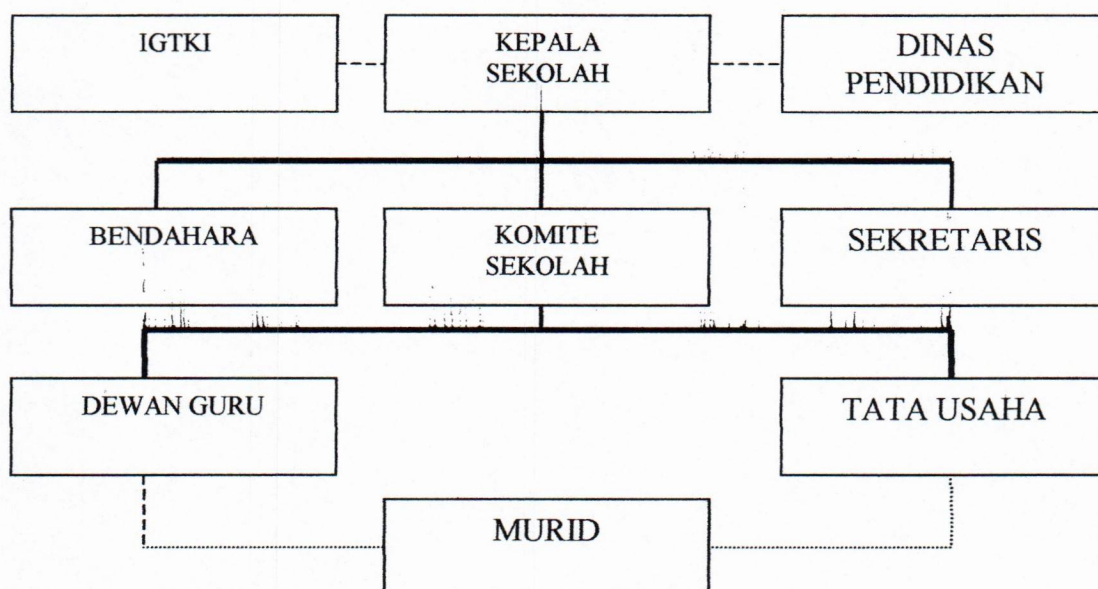 IGTKI
KEPALA
SEKOLAH
DINAS
PENDIDIKAN
BENDAHARA
KOMITE
SEKOLAH
SEKRETARIS
DEWAN GURU
TATA USAHA
MURID